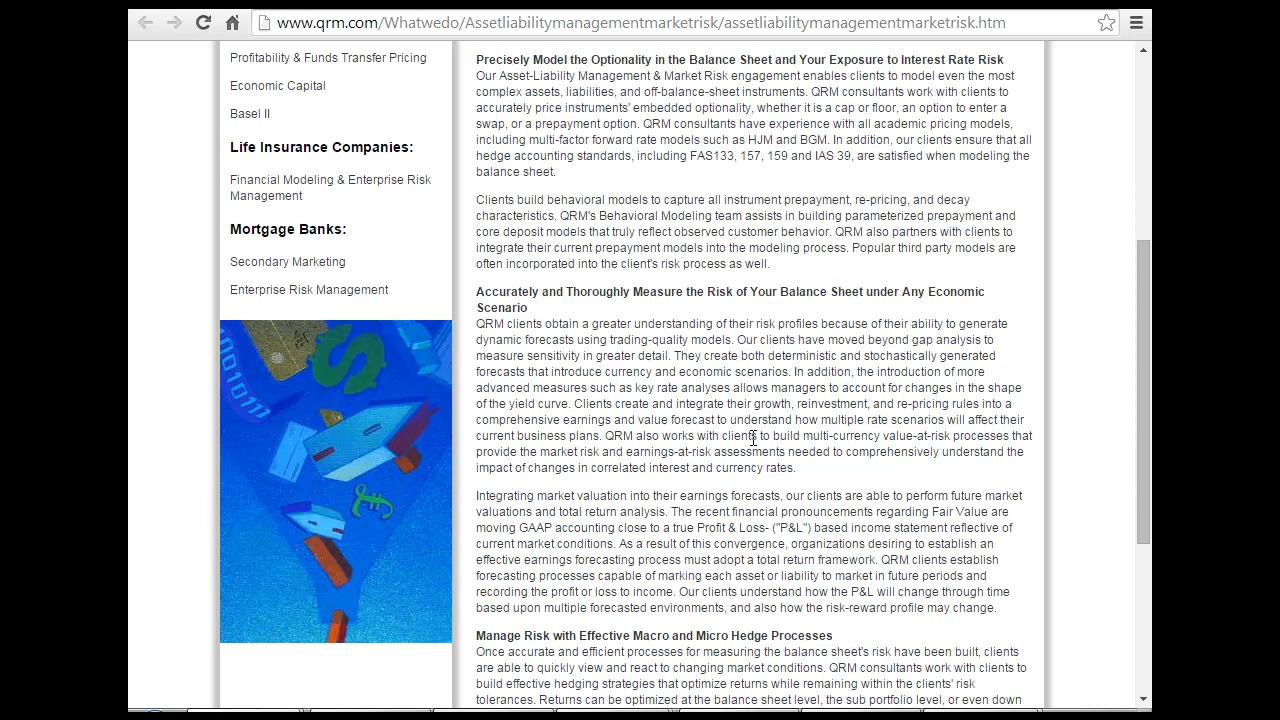 www.qrm.com/Whatwedo/Assetliabilitymanagementmarketrisk/assetliabilitymanagementmarketrisk.htm
Profitability & Funds Transfer Pricing
Economic Capital
Basel II
Life Insurance Companies:
Financial Modeling & Enterprise Risk
Management
Mortgage Banks:
Secondary Marketing
Enterprise Risk Management
001011
$
£
Precisely Model the Optionality in the Balance Sheet and Your Exposure to Interest Rate Risk
Our Asset-Liability Management & Market Risk engagement enables clients to model even the most
complex assets, liabilities, and off-balance-sheet instruments. QRM consultants work with clients to
accurately price instruments' embedded optionality, whether it is a cap or floor, an option to enter a
swap, or a prepayment option. QRM consultants have experience with all academic pricing models,
including multi-factor forward rate models such as HJM and BGM. In addition, our clients ensure that all
hedge accounting standards, including FAS133, 157, 159 and IAS 39, are satisfied when modeling the
balance sheet.
Clients build behavioral models to capture all instrument prepayment, re-pricing, and decay
characteristics. QRM's Behavioral Modeling team assists in building parameterized prepayment and
core deposit models that truly reflect observed customer behavior. QRM also partners with clients to
integrate their current prepayment models into the modeling process. Popular third party models are
often incorporated into the client's risk process as well.
Accurately and Thoroughly Measure the Risk of Your Balance Sheet under Any Economic
Scenario
QRM clients obtain a greater understanding of their risk profiles because of their ability to generate
dynamic forecasts using trading-quality models. Our clients have moved beyond gap analysis to
measure sensitivity in greater detail. They create both deterministic and stochastically generated
forecasts that introduce currency and economic scenarios. In addition, the introduction of more
advanced measures such as key rate analyses allows managers to account for changes in the shape
of the yield curve. Clients create and integrate their growth, reinvestment, and re-pricing rules into a
comprehensive earnings and value forecast to understand how multiple rate scenarios will affect their
current business plans. QRM also works with clients to build multi-currency value-at-risk processes that
provide the market risk and earnings-at-risk assessments needed to comprehensively understand the
impact of changes in correlated interest and currency rates.
Integrating market valuation into their earnings forecasts, our clients are able to perform future market
valuations and total return analysis. The recent financial pronouncements regarding Fair Value are
moving GAAP accounting close to a true Profit & Loss- ("P&L") based income statement reflective of
current market conditions. As a result of this convergence, organizations desiring to establish an
effective earnings forecasting process must adopt a total return framework. QRM clients establish
forecasting processes capable of marking each asset or liability to market in future periods and
recording the profit or loss to income. Our clients understand how the P&L will change through time
based upon multiple forecasted environments, and also how the risk-reward profile may change.
Manage Risk with Effective Macro and Micro Hedge Processes
Once accurate and efficient processes for measuring the balance sheet's risk have been built, clients
are able to quickly view and react to changing market conditions. QRM consultants work with clients to
build effective hedging strategies that optimize returns while remaining within the clients' risk
tolerances. Returns can be optimized at the balance sheet level, the sub portfolio level, or even down